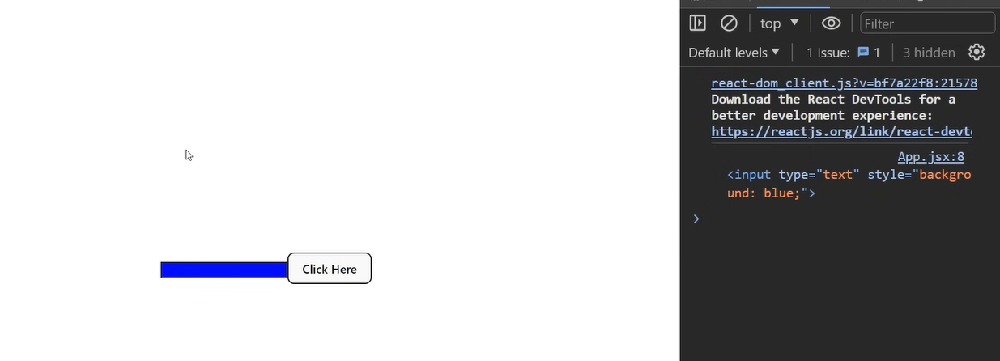 top
Filter
Default levels
1 Issue:
1
3 hidden
react-dom_client.js?v=bf7a22f8:21578
Download the React DevTools for a
better development experience:
https://reactjs.org/link/react-devt
App.jsx:8
<input type="text" style="backgro
und: blue;">
>
Click Here